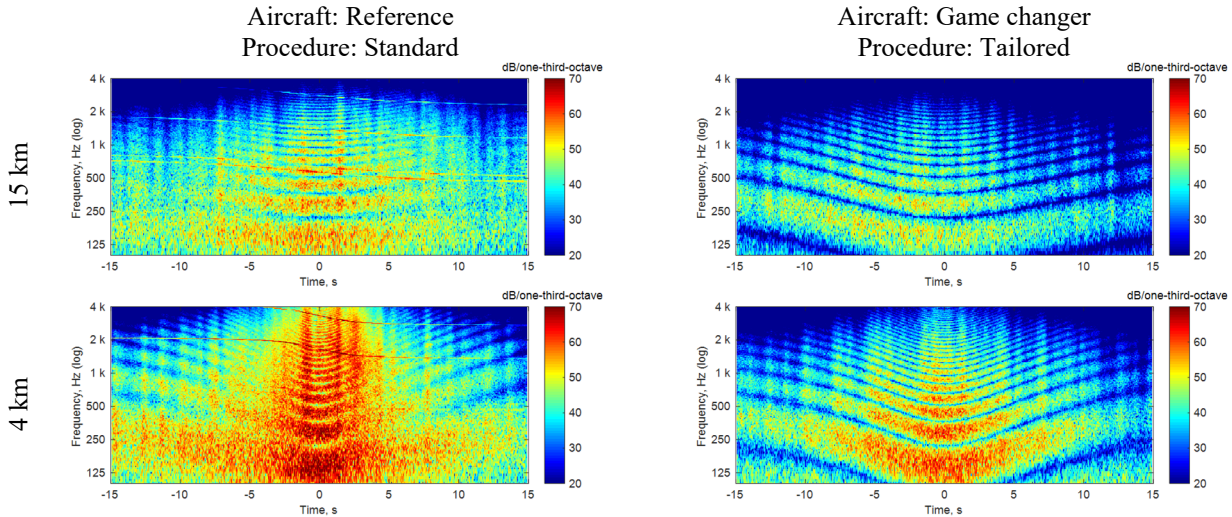 Aircraft: Reference
Procedure: Standard
Aircraft: Game changer
Procedure: Tailored
15 km
dB/one-third-octave
4 k
2 k
1 k
500
250
125
Frequency, Hz (log)
-15 -10 -5 0 5 10 15
Time, s
70
60
50
40
30
20
dB/one-third-octave
4 k
2 k
1 k
500
250
125
Frequency, Hz (log)
-15 -10 -5 0 5 10 15
Time, s
70
60
50
40
30
20
4 km
dB/one-third-octave
4 k
2 k
1 k
500
250
125
Frequency, Hz (log)
-15 -10 -5 0 5 10 15
Time, s
70
60
50
40
30
20
dB/one-third-octave
4 k
2 k
1 k
500
250
125
Frequency, Hz (log)
-15 -10 -5 0 5 10 15
Time, s
70
60
50
40
30
20